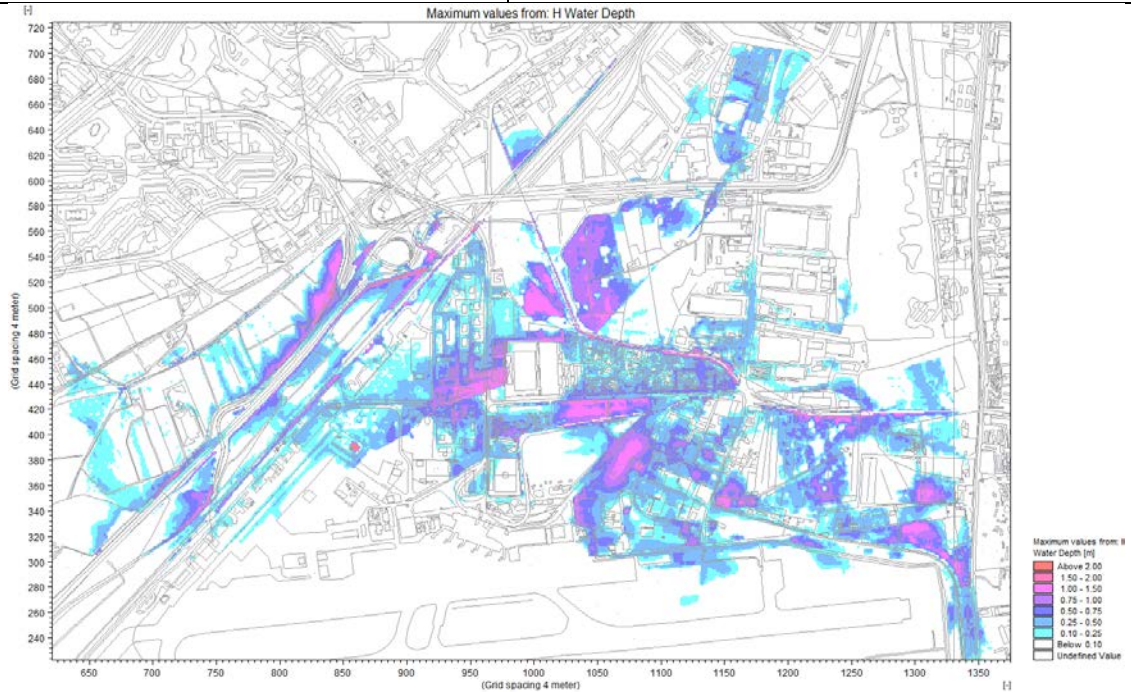 [-]
Maximum values from: H Water Depth
720
700
680
660
640
620
600
580
560
540
520
500
480
460
440
420
400
380
360
340
320
300
280
260
240
(Grid spacing 4 meter)
650 700 750 800 850 900 950 1000 1050 1100 1150 1200 1250 1300 1350
(Grid spacing 4 meter)
[-]
Maximum values from: H
Water Depth [m]
Above 2.00
1.50 - 2.00
1.00 - 1.50
0.75 - 1.00
0.50 - 0.75
0.25 - 0.50
0.10 - 0.25
Below 0.10
Undefined Value